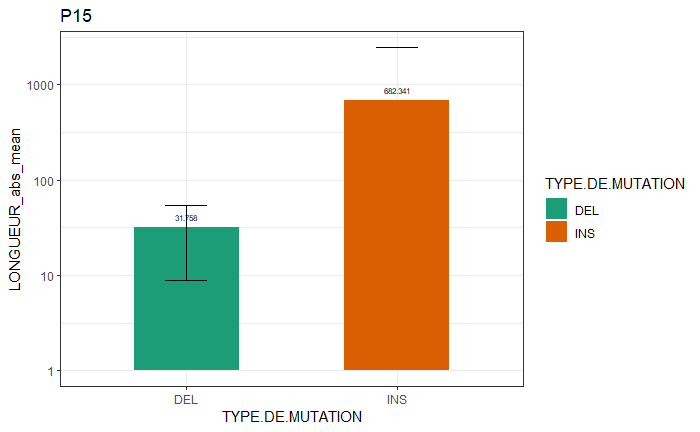 P15
LONGUEUR_abs_mean
1000
100
10
1
31.758
682.341
DEL
INS
TYPE.DE.MUTATION
TYPE.DE.MUTATION
DEL
INS